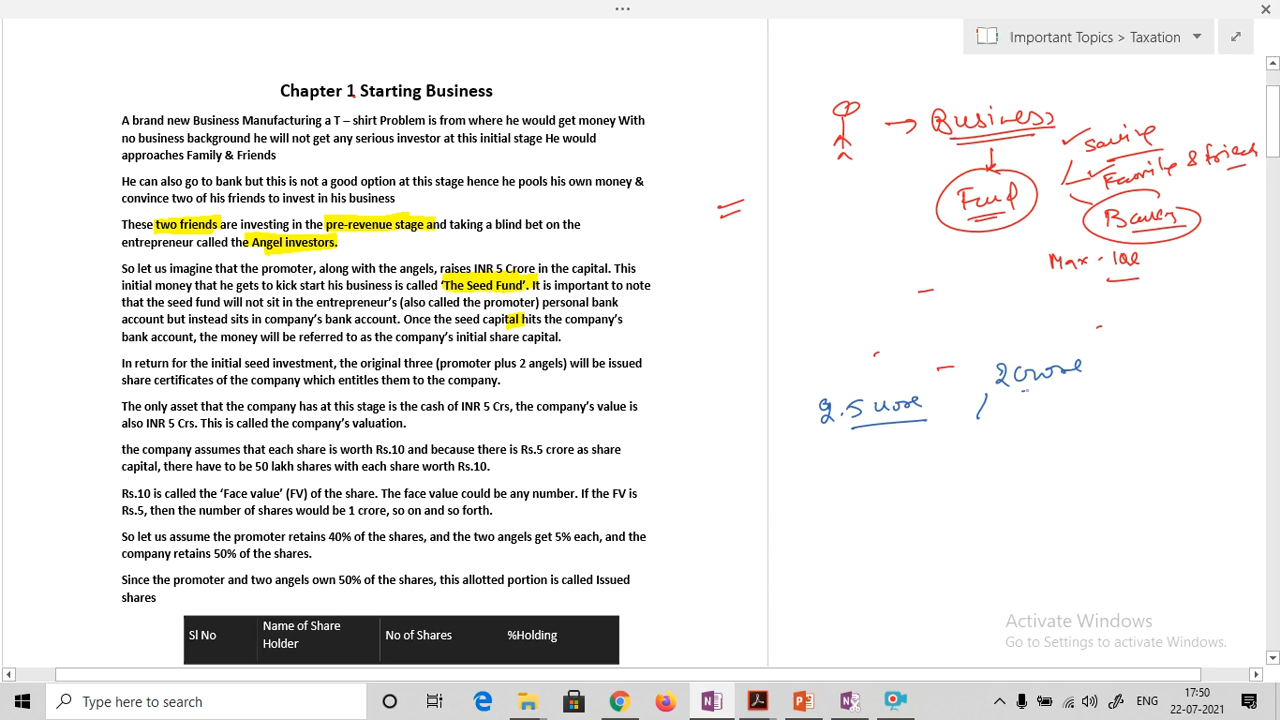 Important Topics > Taxation
Chapter 1 Starting Business
A brand new Business Manufacturing a T – shirt Problem is from where he would get money With
no business background he will not get any serious investor at this initial stage He would
approaches Family & Friends
He can also go to bank but this is not a good option at this stage hence he pools his own money &
convince two of his friends to invest in his business
These two friends are investing in the pre-revenue stage and taking a blind bet on the
entrepreneur called the Angel investors.
So let us imagine that the promoter, along with the angels, raises INR 5 Crore in the capital. This
initial money that he gets to kick start his business is called ‘The Seed Fund’. It is important to note
that the seed fund will not sit in the entrepreneur’s (also called the promoter) personal bank
account but instead sits in company’s bank account. Once the seed capital hits the company’s
bank account, the money will be referred to as the company’s initial share capital.
In return for the initial seed investment, the original three (promoter plus 2 angels) will be issued
share certificates of the company which entitles them to the company.
The only asset that the company has at this stage is the cash of INR 5 Crs, the company’s value is
also INR 5 Crs. This is called the company’s valuation.
the company assumes that each share is worth Rs.10 and because there is Rs.5 crore as share
capital, there have to be 50 lakh shares with each share worth Rs.10.
Rs.10 is called the ‘Face value’ (FV) of the share. The face value could be any number. If the FV is
Rs.5, then the number of shares would be 1 crore, so on and so forth.
So let us assume the promoter retains 40% of the shares, and the two angels get 5% each, and the
company retains 50% of the shares.
Since the promoter and two angels own 50% of the shares, this allotted portion is called Issued
shares
Sl No
Name of Share
Holder
No of Shares
%Holding
Business
Saving
Family & friends
Fund
Max
2 crore
2.5 crore
Activate Windows
Go to Settings to activate Windows.
Type here to search
ENG
17:50
22-07-2021